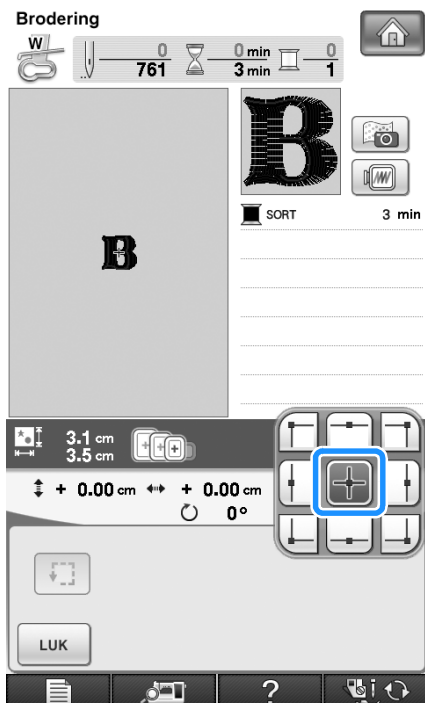 Brodering
W
0 0 min 0
761 3 min 1
B
SORT 3 min
B
3.1 cm
3.5 cm
+ 0.00 cm + 0.00 cm
0°
LUK
?
i